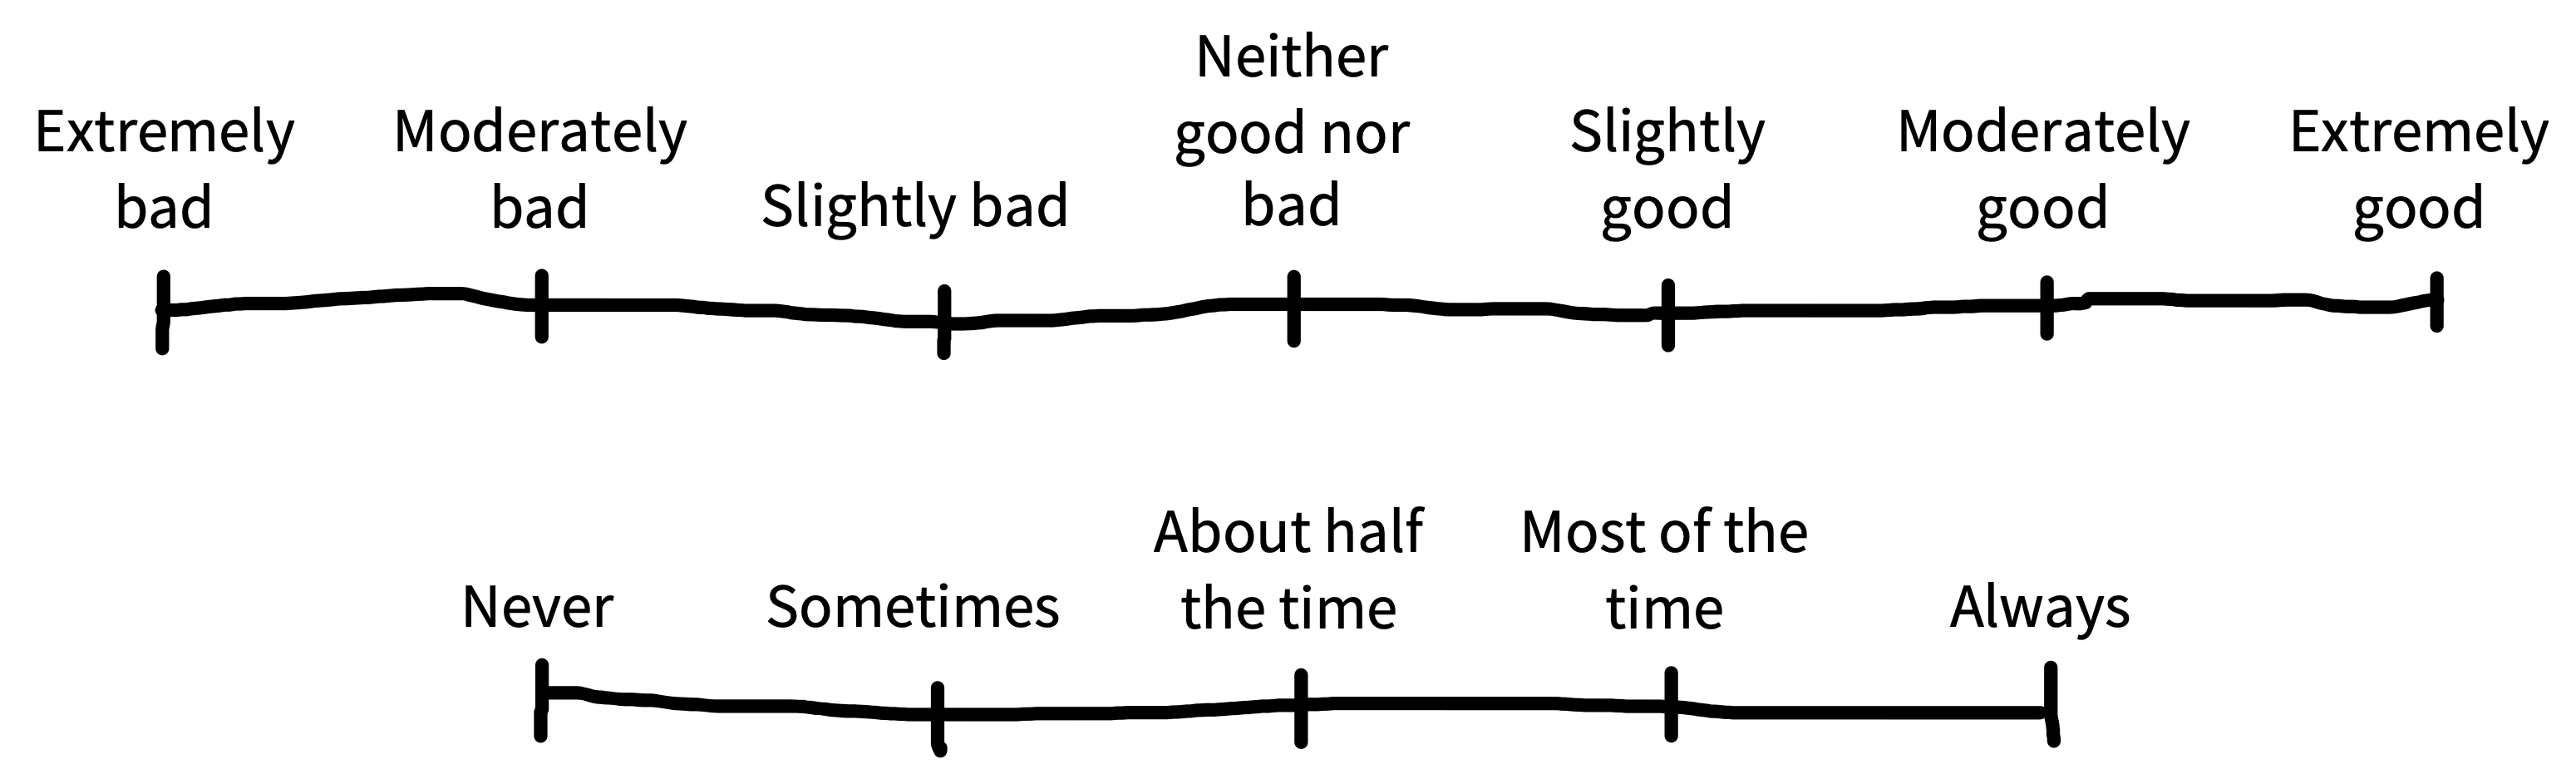 Extremely
bad
Moderately
bad
Slightly bad
Neither
good nor
bad
Slightly
good
Moderately
good
Extremely
good
Never
Sometimes
About half
the time
Most of the
time
Always